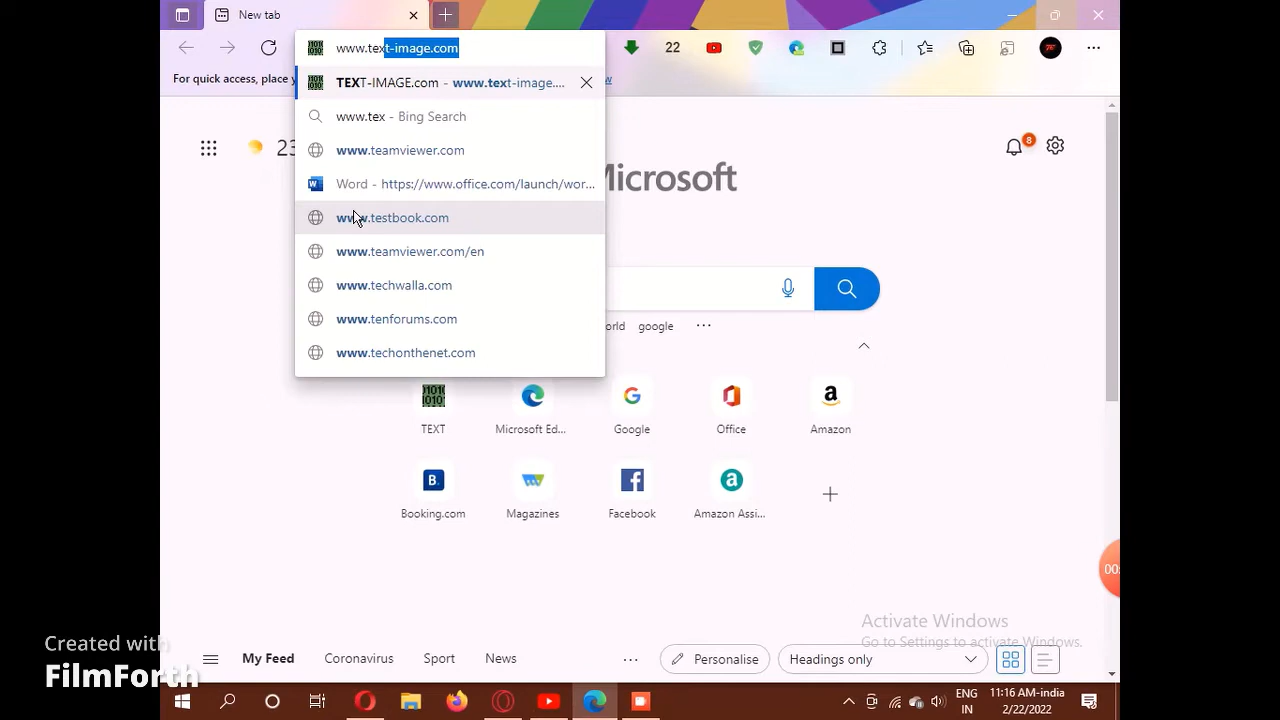 New tab
www.text-image.com
22
For quick access, place y
w
TEXT-IMAGE.com - www.text-image....
www.tex - Bing Search
www.teamviewer.com
Word - https://www.office.com/launch/wor...
www.testbook.com
www.teamviewer.com/en
www.techwalla.com
www.tenforums.com
www.techonthenet.com
23
8
Microsoft
orld
google
...
TEXT
Microsoft Ed...
Google
Office
Amazon
Booking.com
Magazines
Facebook
Amazon Assi...
00:
Activate Windows
Go to Settings to activate Windows.
My Feed
Coronavirus
Sport
News
...
Personalise
Headings only
Created with
FilmForth
ENG
IN
11:16 AM-india
2/22/2022